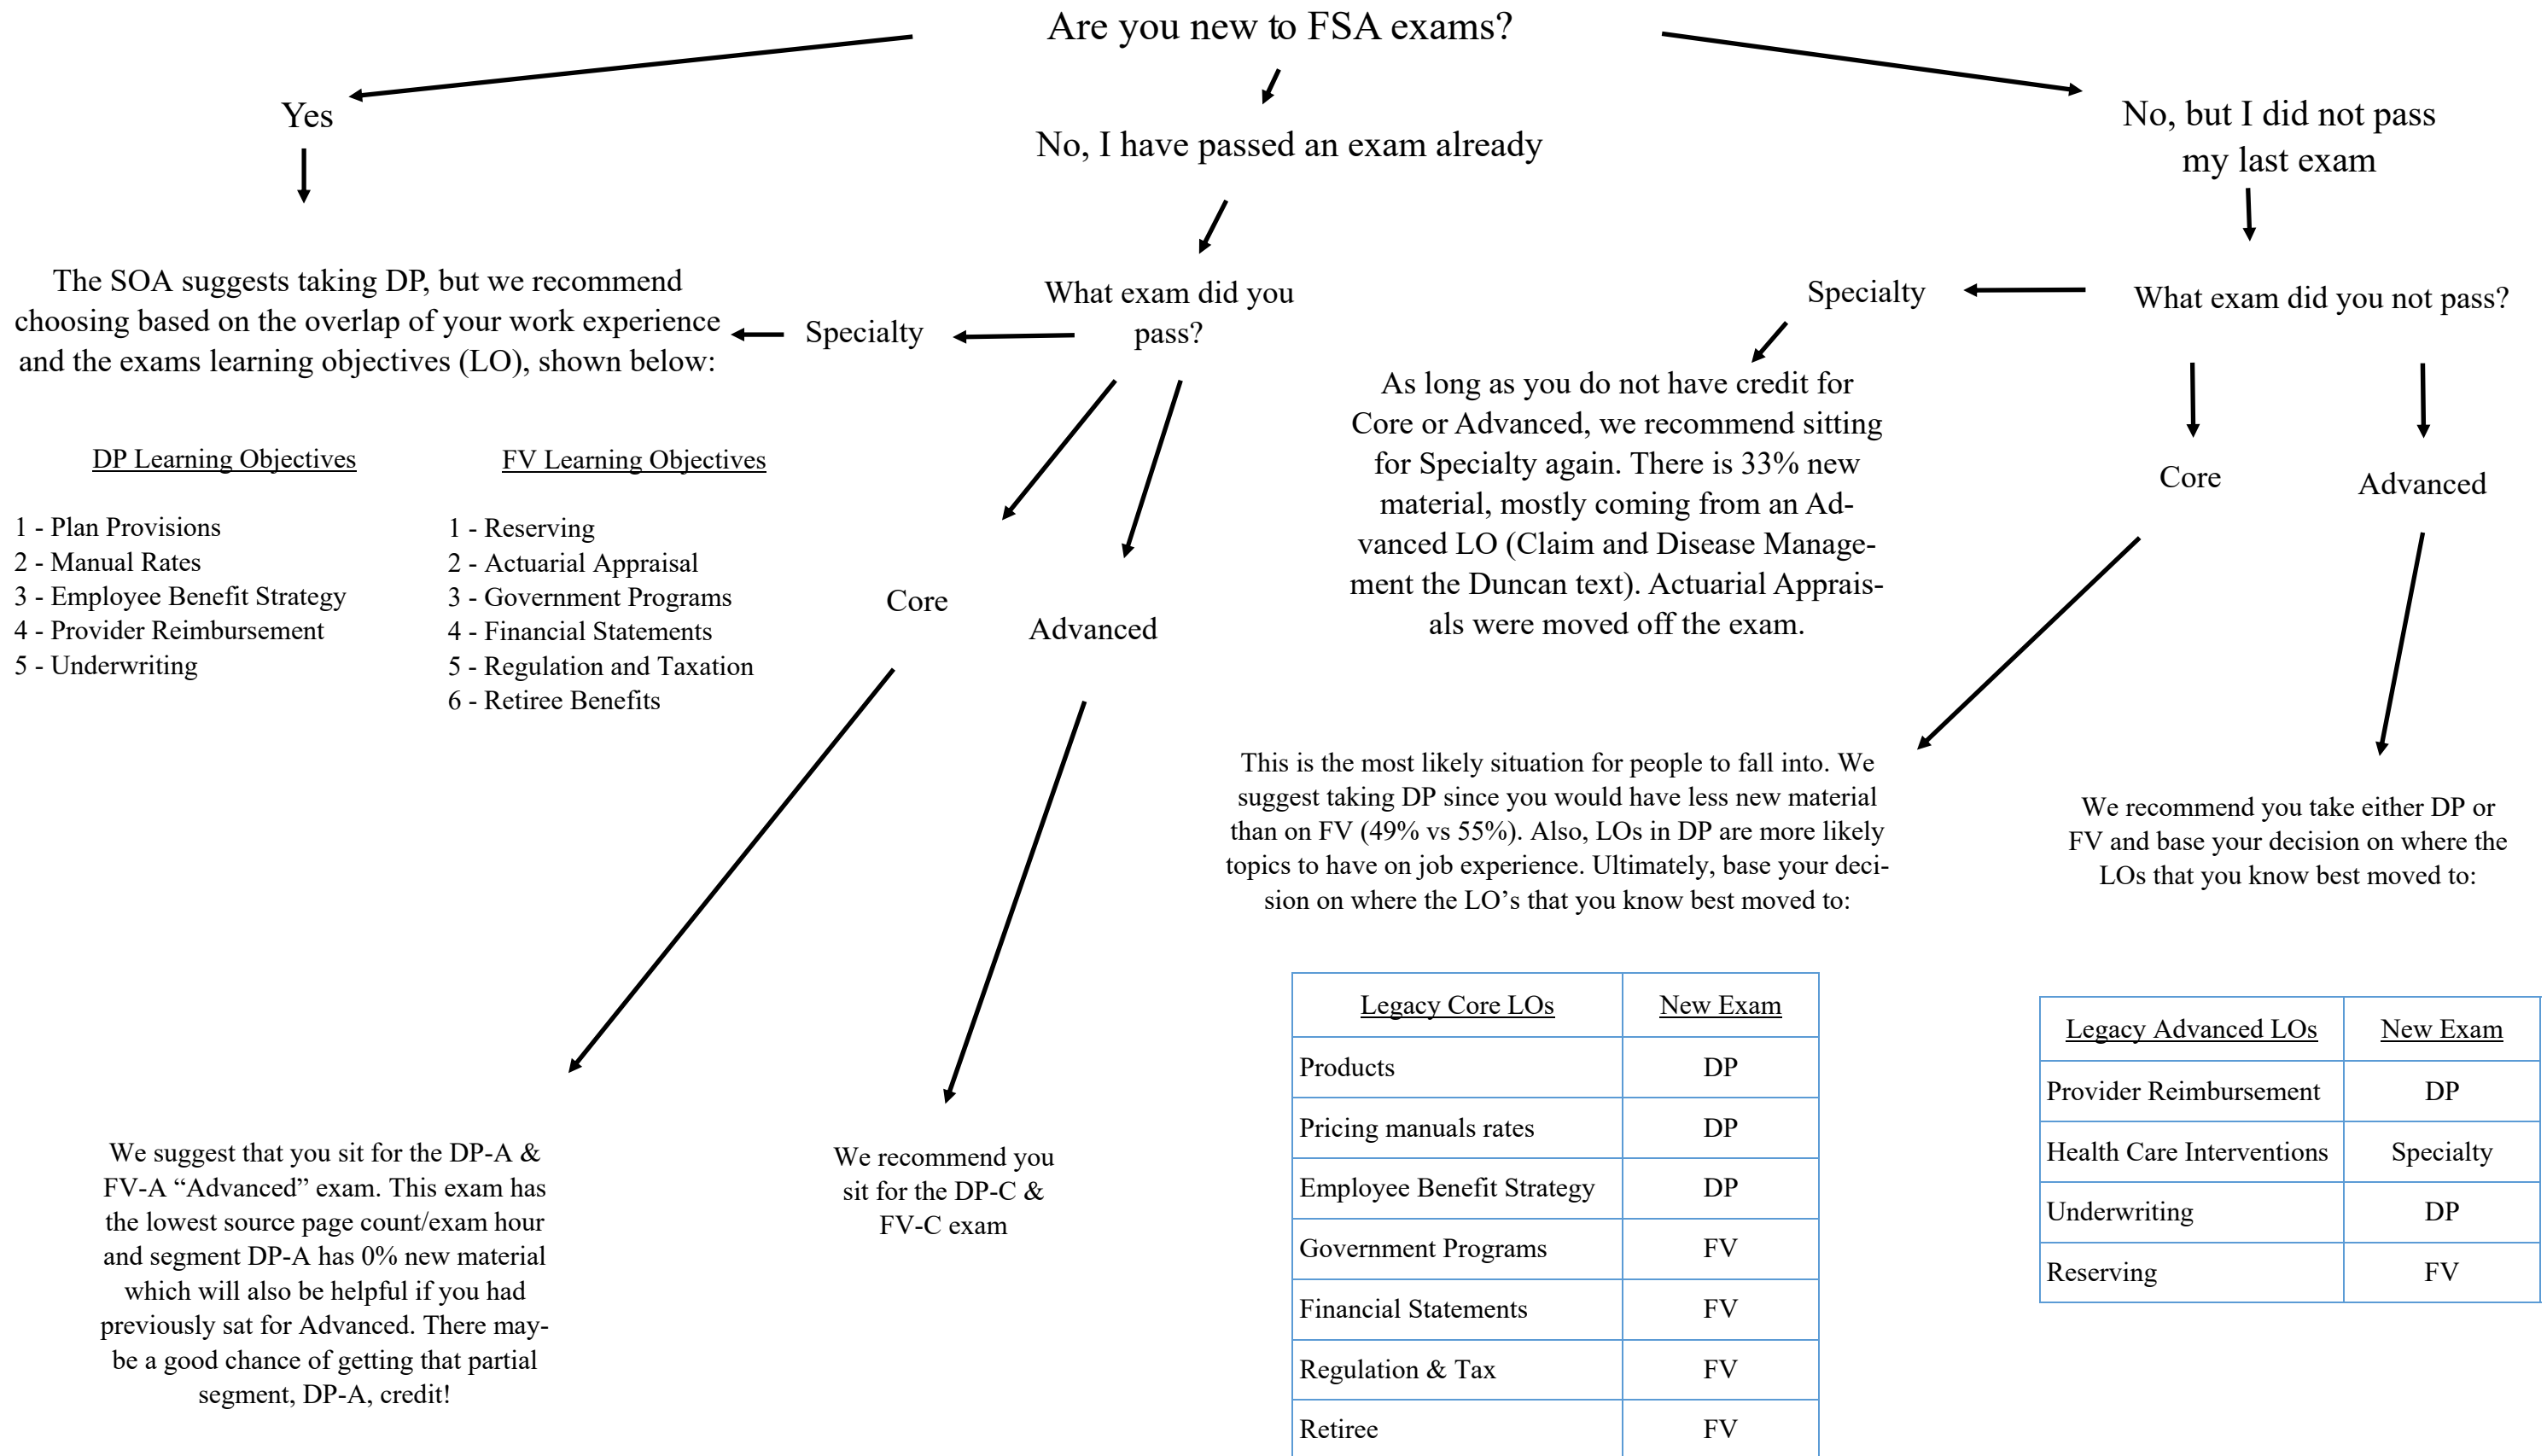 Are you new to FSA exams?
Yes
No, I have passed an exam already
No, but I did not pass
my last exam
The SOA suggests taking DP, but we recommend
choosing based on the overlap of your work experience
and the exams learning objectives (LO), shown below:
Specialty
What exam did you
pass?
Specialty
What exam did you not pass?
DP Learning Objectives
1 - Plan Provisions
2 - Manual Rates
3 - Employee Benefit Strategy
4 - Provider Reimbursement
5 - Underwriting
FV Learning Objectives
1 - Reserving
2 - Actuarial Appraisal
3 - Government Programs
4 - Financial Statements
5 - Regulation and Taxation
6 - Retiree Benefits
Core
Advanced
As long as you do not have credit for
Core or Advanced, we recommend sitting
for Specialty again. There is 33% new
material, mostly coming from an Ad-
vanced LO (Claim and Disease Manage-
ment the Duncan text). Actuarial Apprais-
als were moved off the exam.
Core
Advanced
This is the most likely situation for people to fall into. We
suggest taking DP since you would have less new material
than on FV (49% vs 55%). Also, LOs in DP are more likely
topics to have on job experience. Ultimately, base your deci-
sion on where the LO’s that you know best moved to:
We recommend you take either DP or
FV and base your decision on where the
LOs that you know best moved to:
We suggest that you sit for the DP-A &
FV-A “Advanced” exam. This exam has
the lowest source page count/exam hour
and segment DP-A has 0% new material
which will also be helpful if you had
previously sat for Advanced. There may-
be a good chance of getting that partial
segment, DP-A, credit!
We recommend you
sit for the DP-C &
FV-C exam
Legacy Core LOs New Exam
Products DP
Pricing manuals rates DP
Employee Benefit Strategy DP
Government Programs FV
Financial Statements FV
Regulation & Tax FV
Retiree FV
Legacy Advanced LOs New Exam
Provider Reimbursement DP
Health Care Interventions Specialty
Underwriting DP
Reserving FV